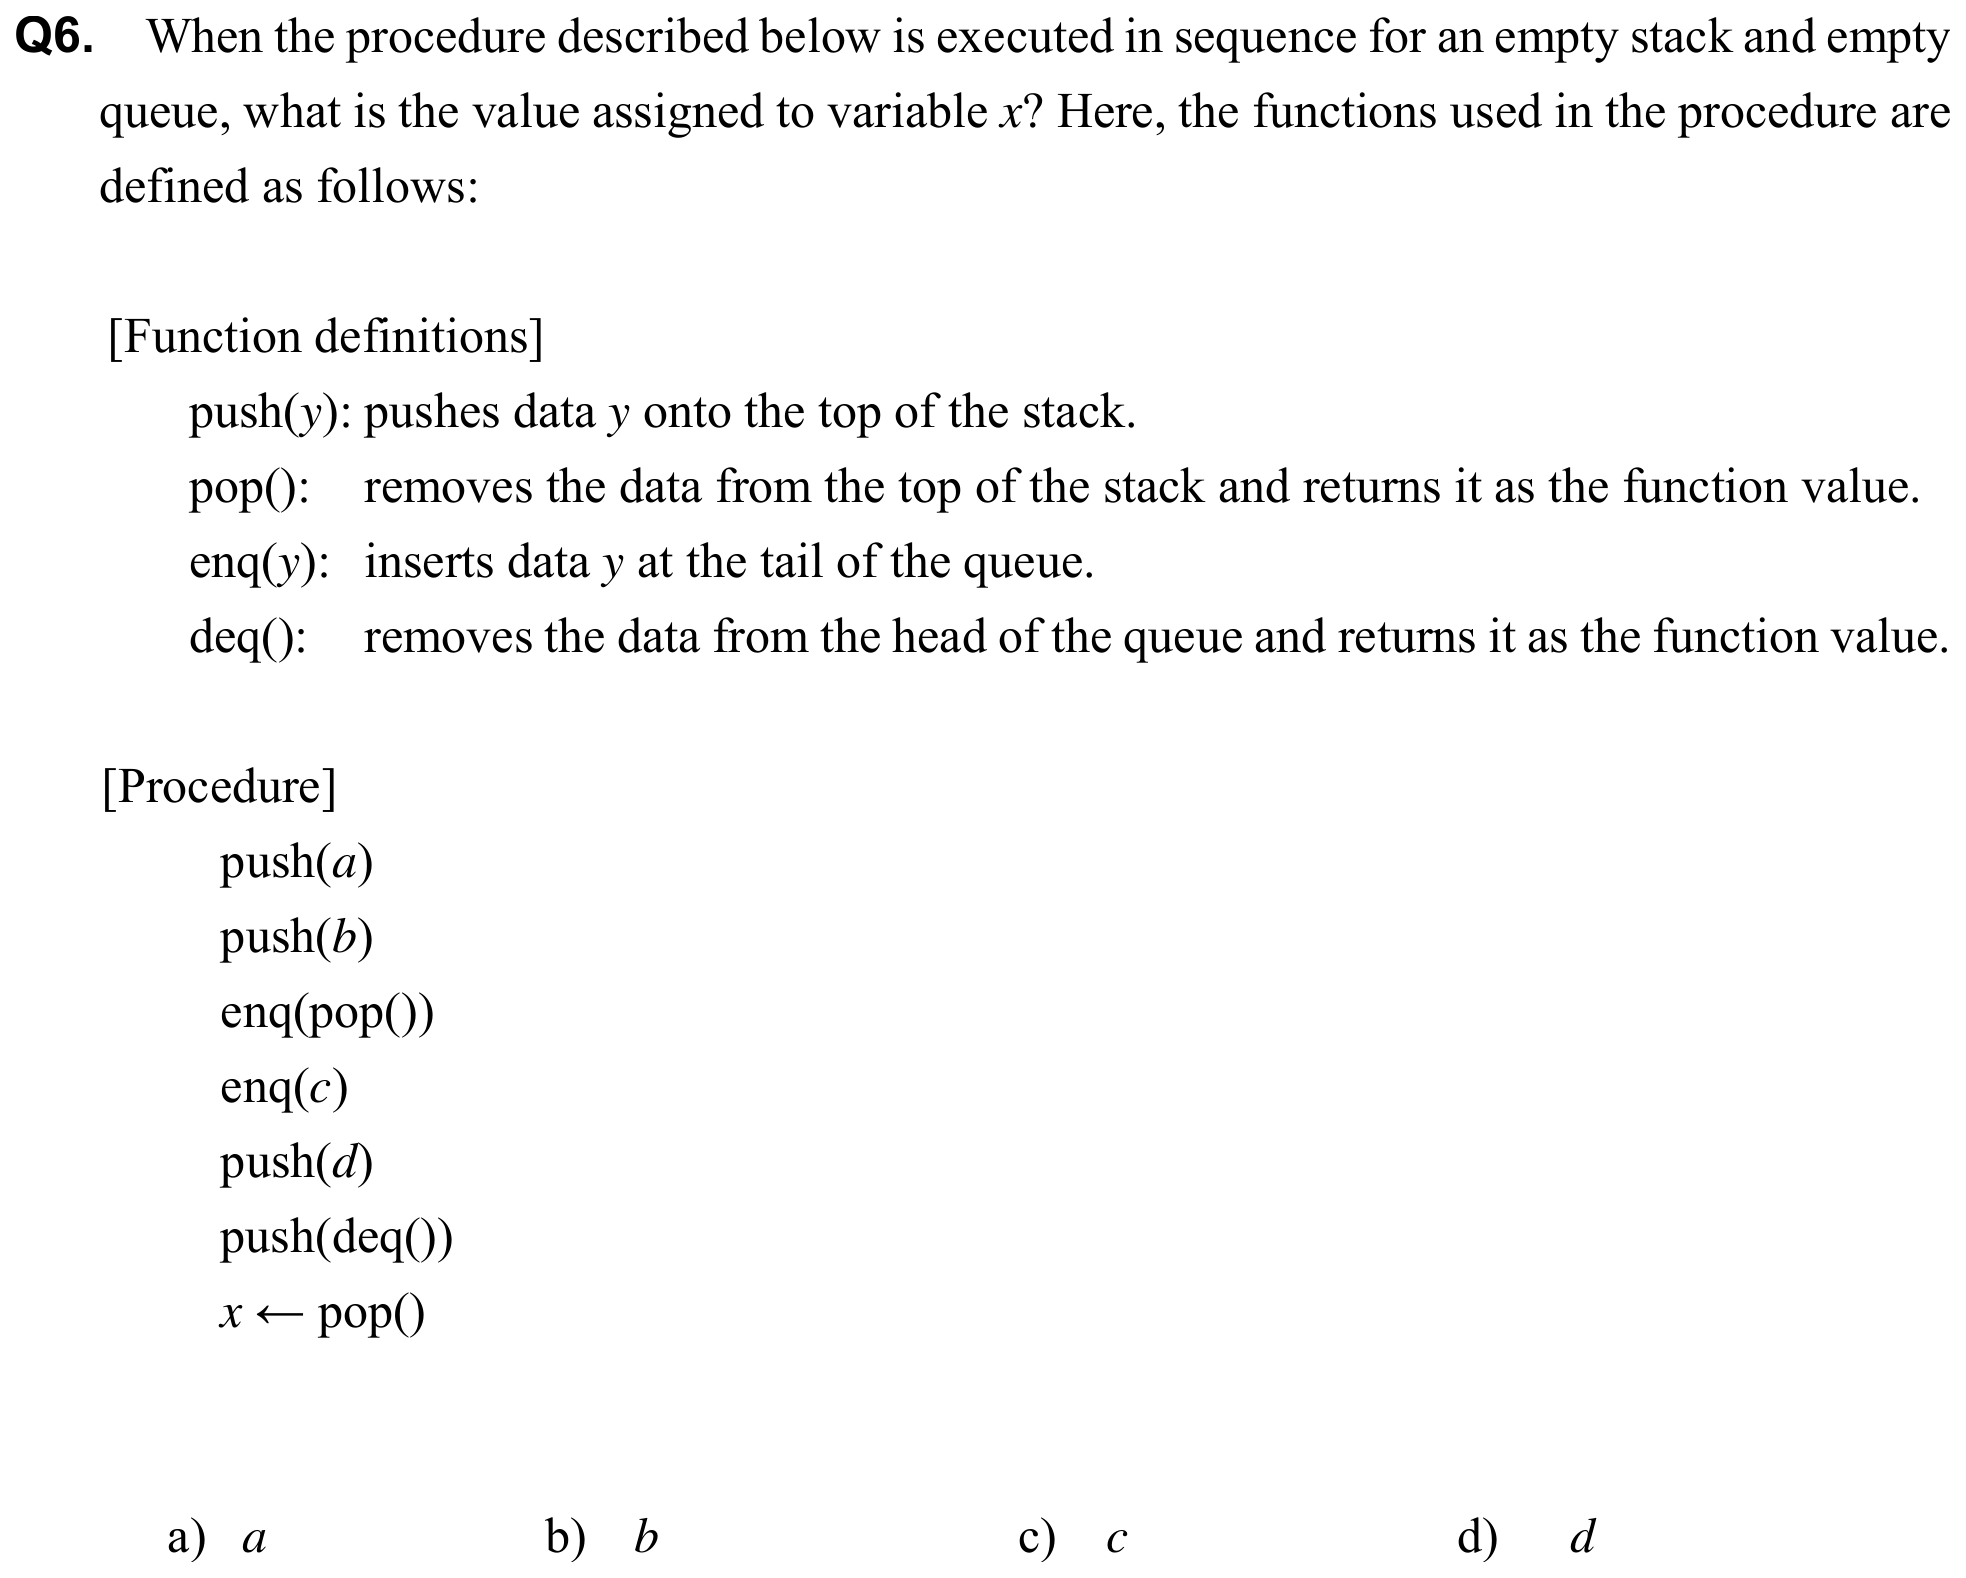 Q6. When the procedure described below is executed in sequence for an empty stack and empty
queue, what is the value assigned to variable x? Here, the functions used in the procedure are
defined as follows:
[Function definitions]
push(y): pushes data y onto the top of the stack.
pop(): removes the data from the top of the stack and returns it as the function value.
enq(y): inserts data y at the tail of the queue.
deq(): removes the data from the head of the queue and returns it as the function value.
[Procedure]
push(a)
push(b)
enq(pop())
enq(c)
push(d)
push(deq())
x ← pop()
a) a b) b c) c d) d